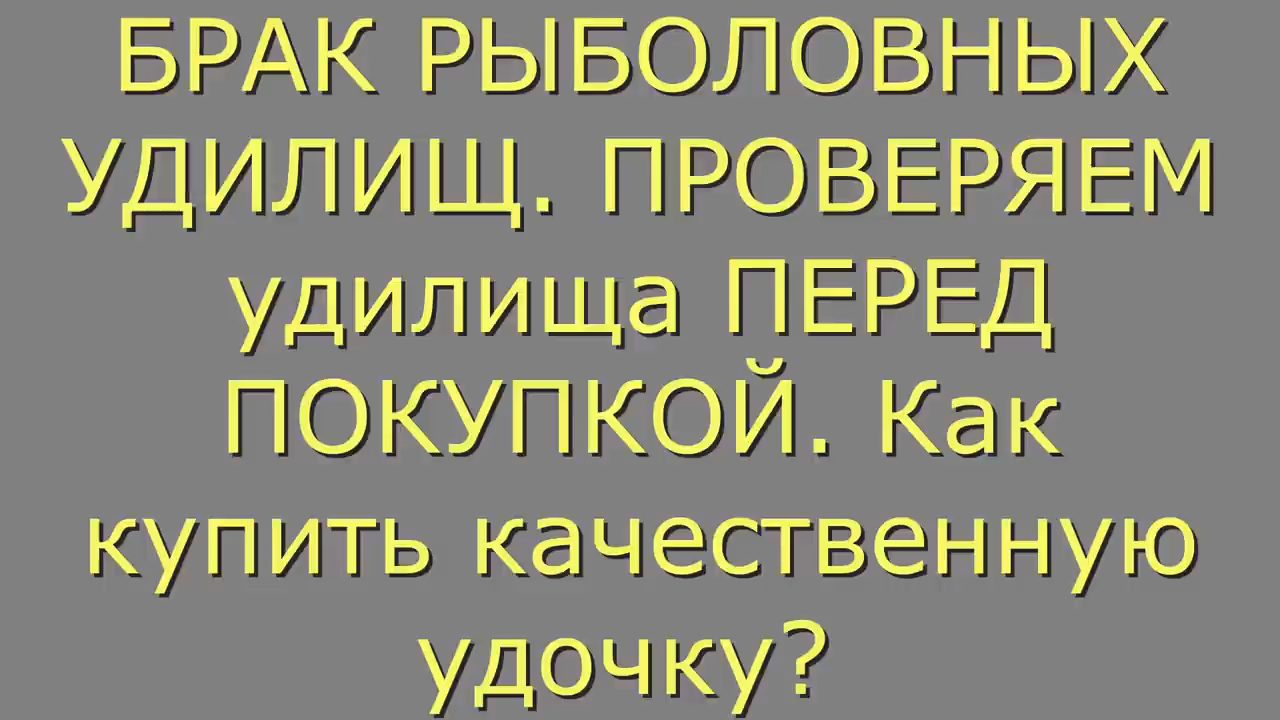 БРАК РЫБОЛОВНЫХ
УДИЛИЩ. ПРОВЕРЯЕМ
удилища ПЕРЕД
ПОКУПКОЙ. Как
купить качественную
удочку?